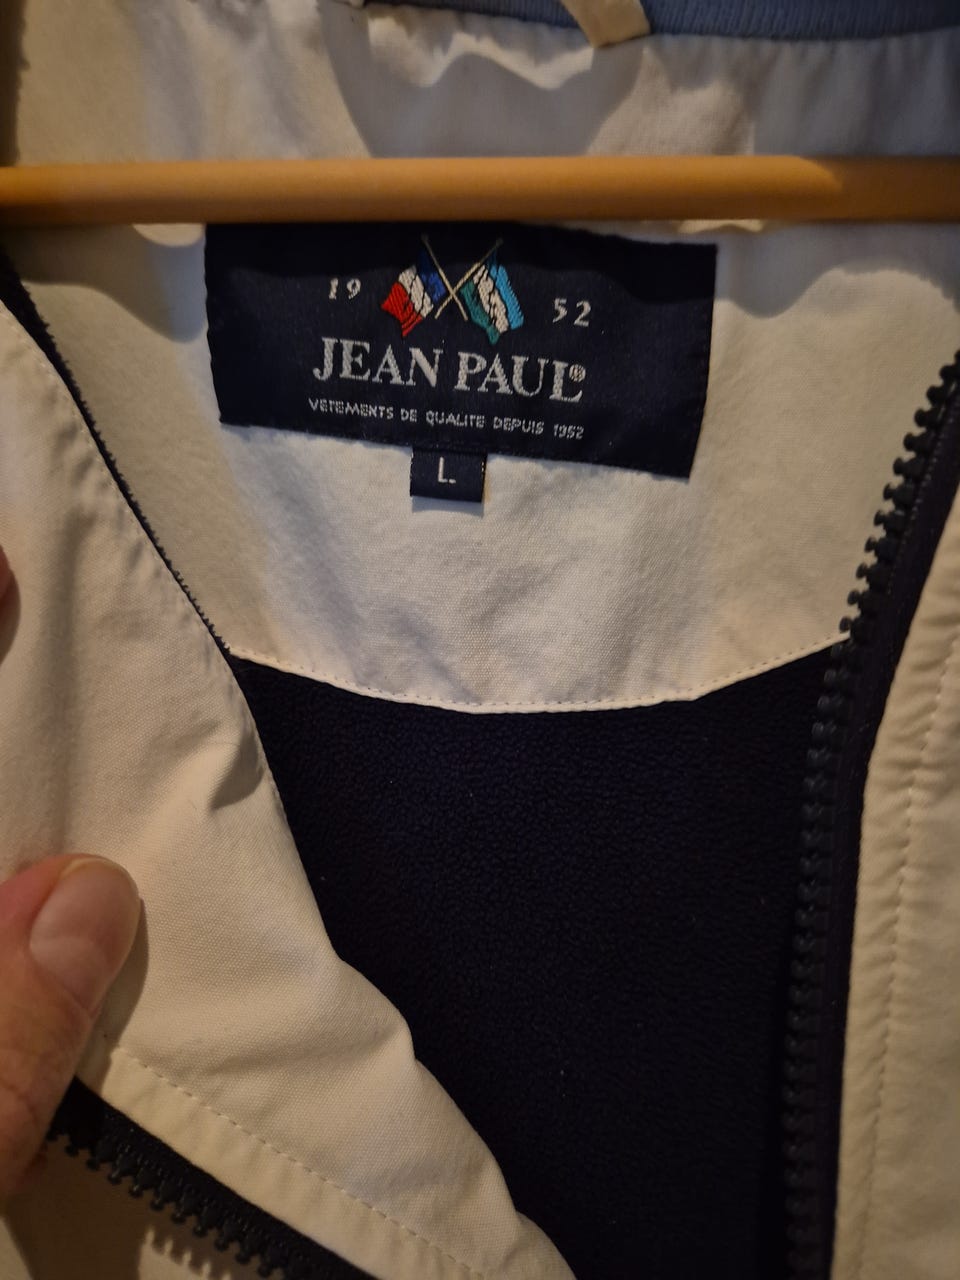 19 52
JEAN PAUL®
VETEMENTS DE QUALITE DEPUIS 1952
L.